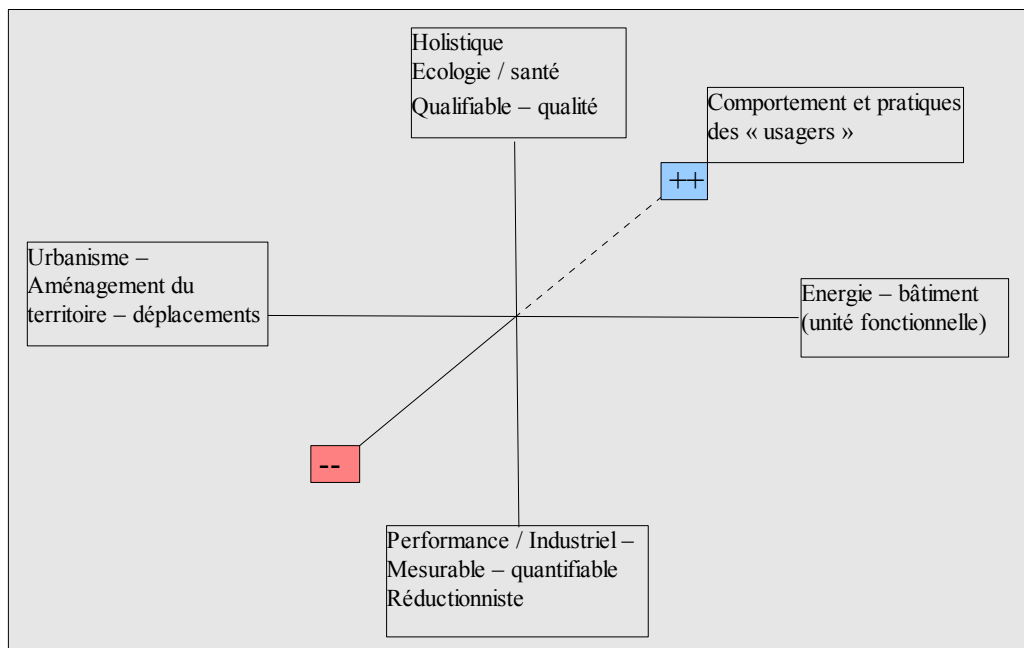 Holistique
Ecologie / santé
Qualifiable – qualité
Comportement et pratiques
des « usagers »
++
Urbanisme –
Aménagement du
territoire – déplacements
Energie – bâtiment
(unité fonctionnelle)
--
Performance / Industriel –
Mesurable – quantifiable
Réductionniste